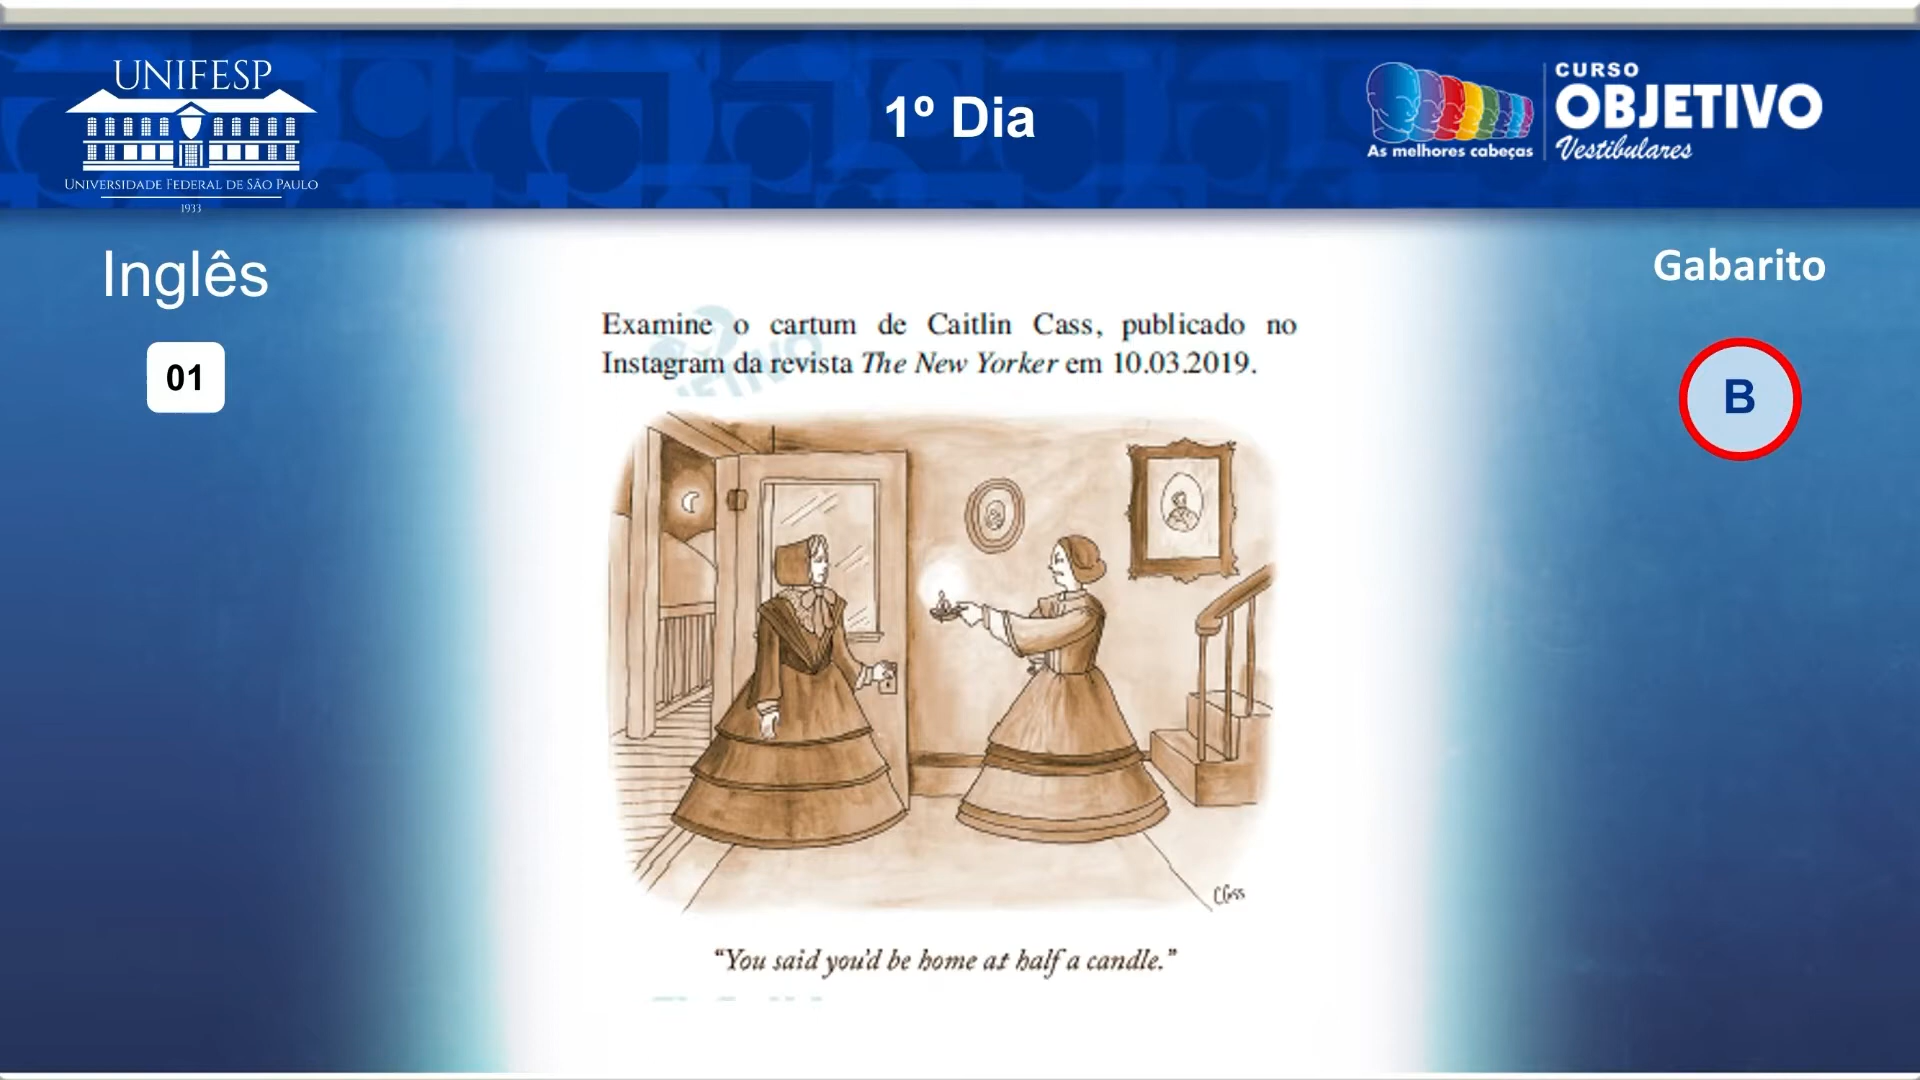 UNIFESP
UNIVERSIDADE FEDERAL DE SÃO PAULO
1933
1º Dia
CURSO
OBJETIVO
As melhores cabeças
Vestibulares
Inglês
01
Gabarito
B
Examine o cartum de Caitlin Cass, publicado no
Instagram da revista The New Yorker em 10.03.2019.
CCass
“You said you’d be home at half a candle.”